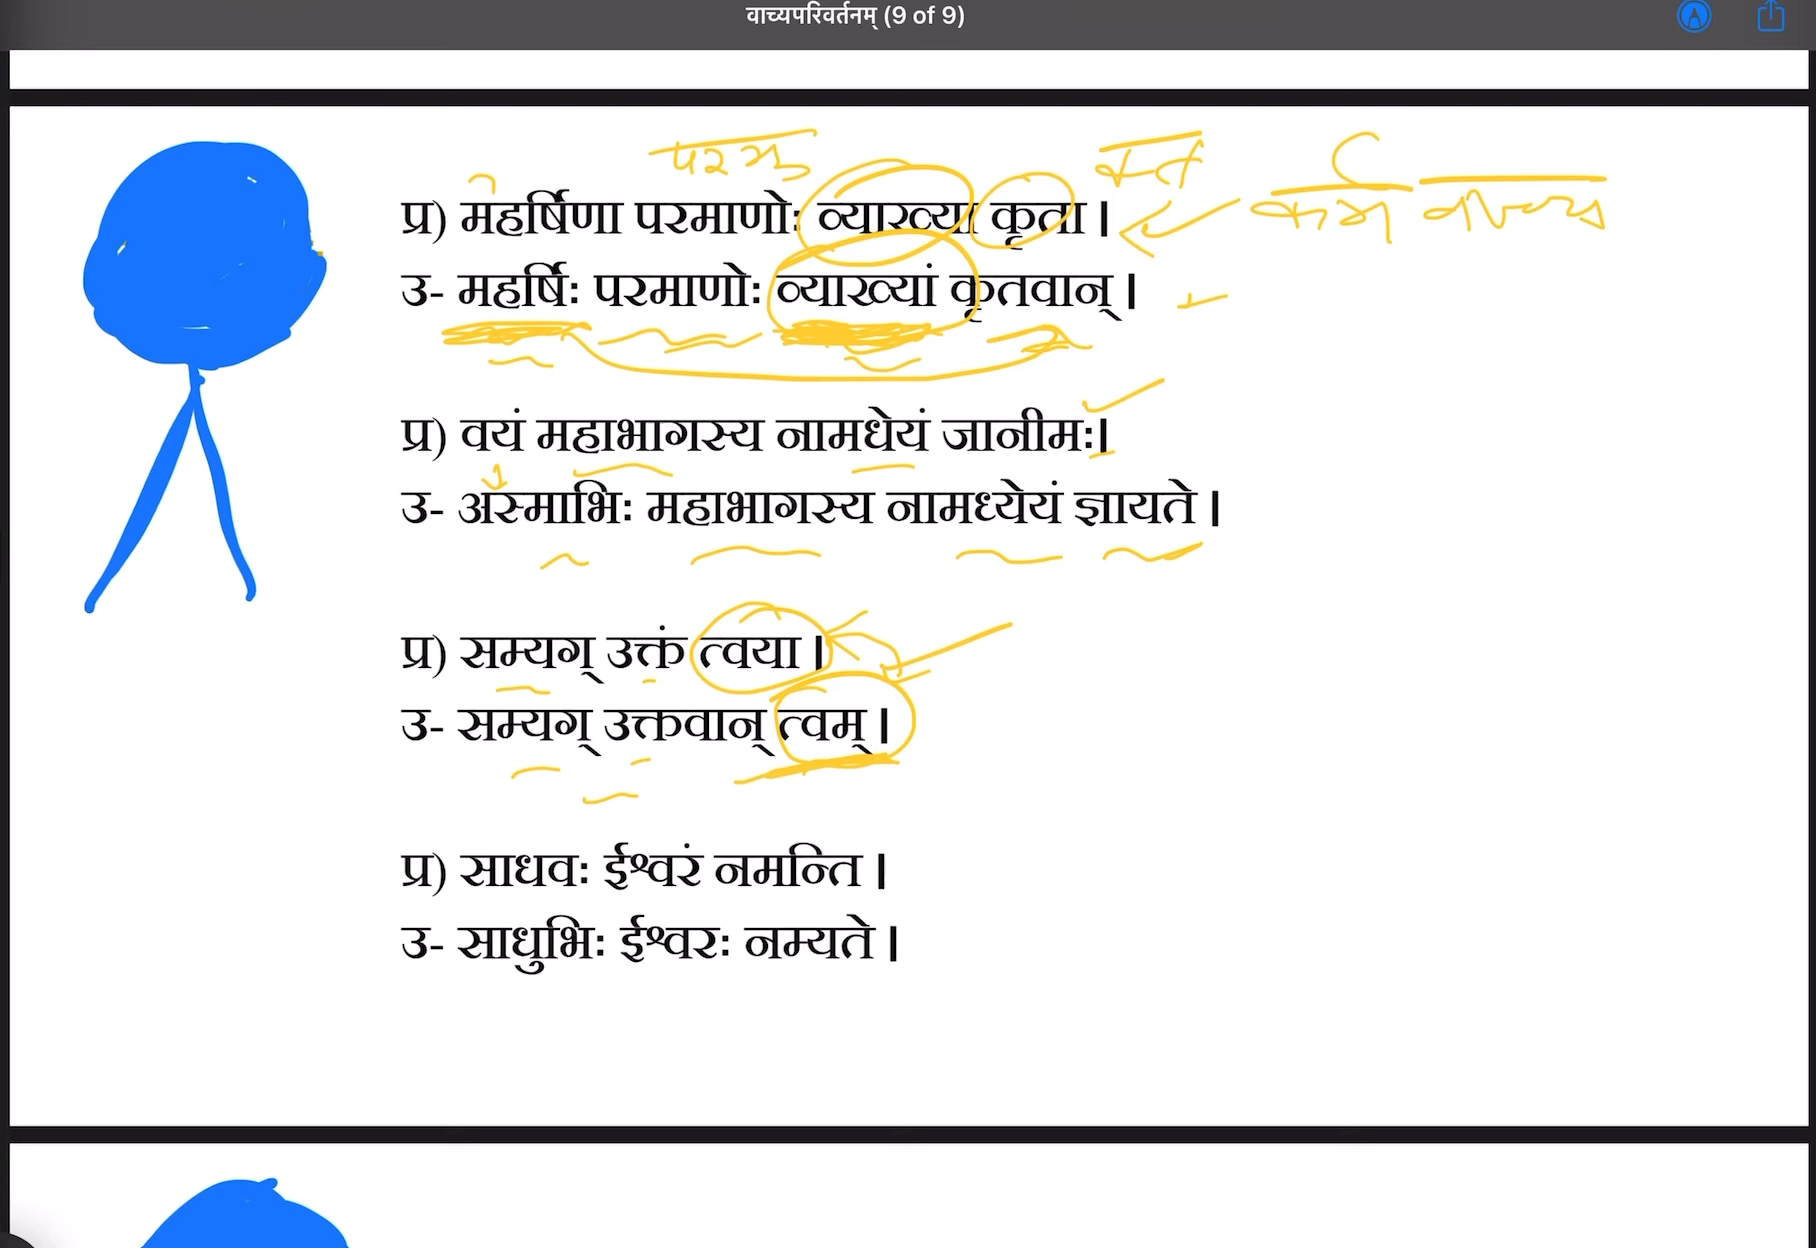 वाच्यपरिवर्तनम् (9 of 9)
कर्म वाच्य
प्र) महर्षिणा परमाणोः व्याख्या कृता ।
उ- महर्षिः परमाणोः व्याख्यां कृतवान् ।
प्र) वयं महाभागस्य नामधेयं जानीमः।
उ- अस्माभिः महाभागस्य नामध्येयं ज्ञायते ।
प्र) सम्यग् उक्तं त्वया ।
उ- सम्यग् उक्तवान् त्वम् ।
प्र) साधवः ईश्वरं नमन्ति ।
उ- साधुभिः ईश्वरः नम्यते ।